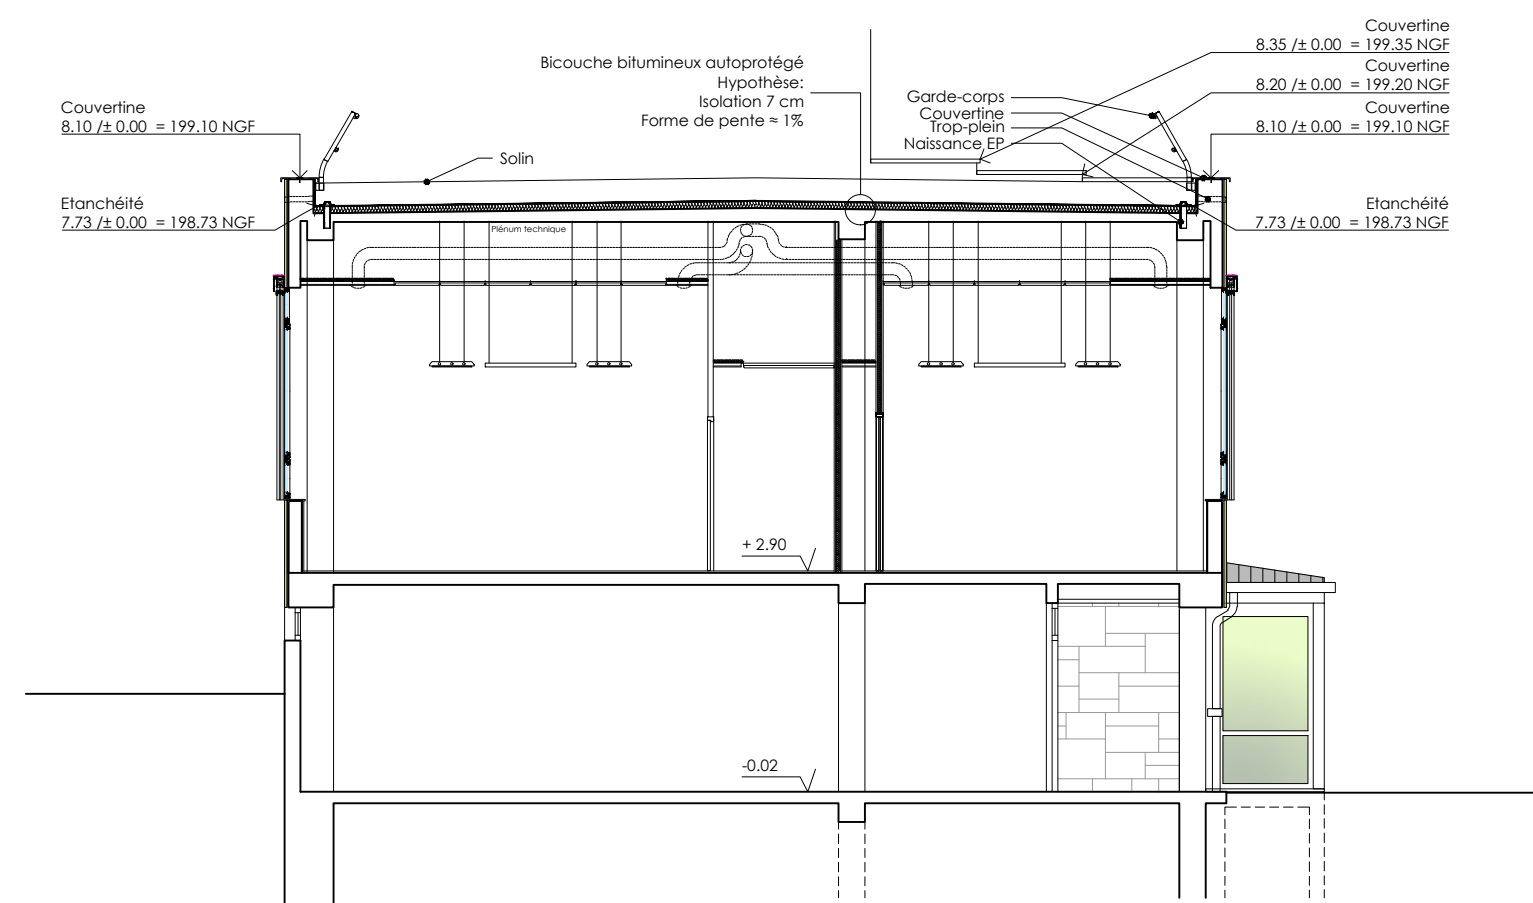 Couvertine
8.35 /± 0.00 = 199.35 NGF
Couvertine
8.20 /± 0.00 = 199.20 NGF
Couvertine
8.10 /± 0.00 = 199.10 NGF
Bicouche bitumineux autoprotégé
Hypothèse:
Isolation 7 cm
Forme de pente ≈ 1%
Garde-corps
Couvertine
Trop-plein
Naissance EP
Couvertine
8.10 /± 0.00 = 199.10 NGF
Solin
Etanchéité
7.73 /± 0.00 = 198.73 NGF
Etanchéité
7.73 /± 0.00 = 198.73 NGF
Plénum technique
+ 2.90
-0.02